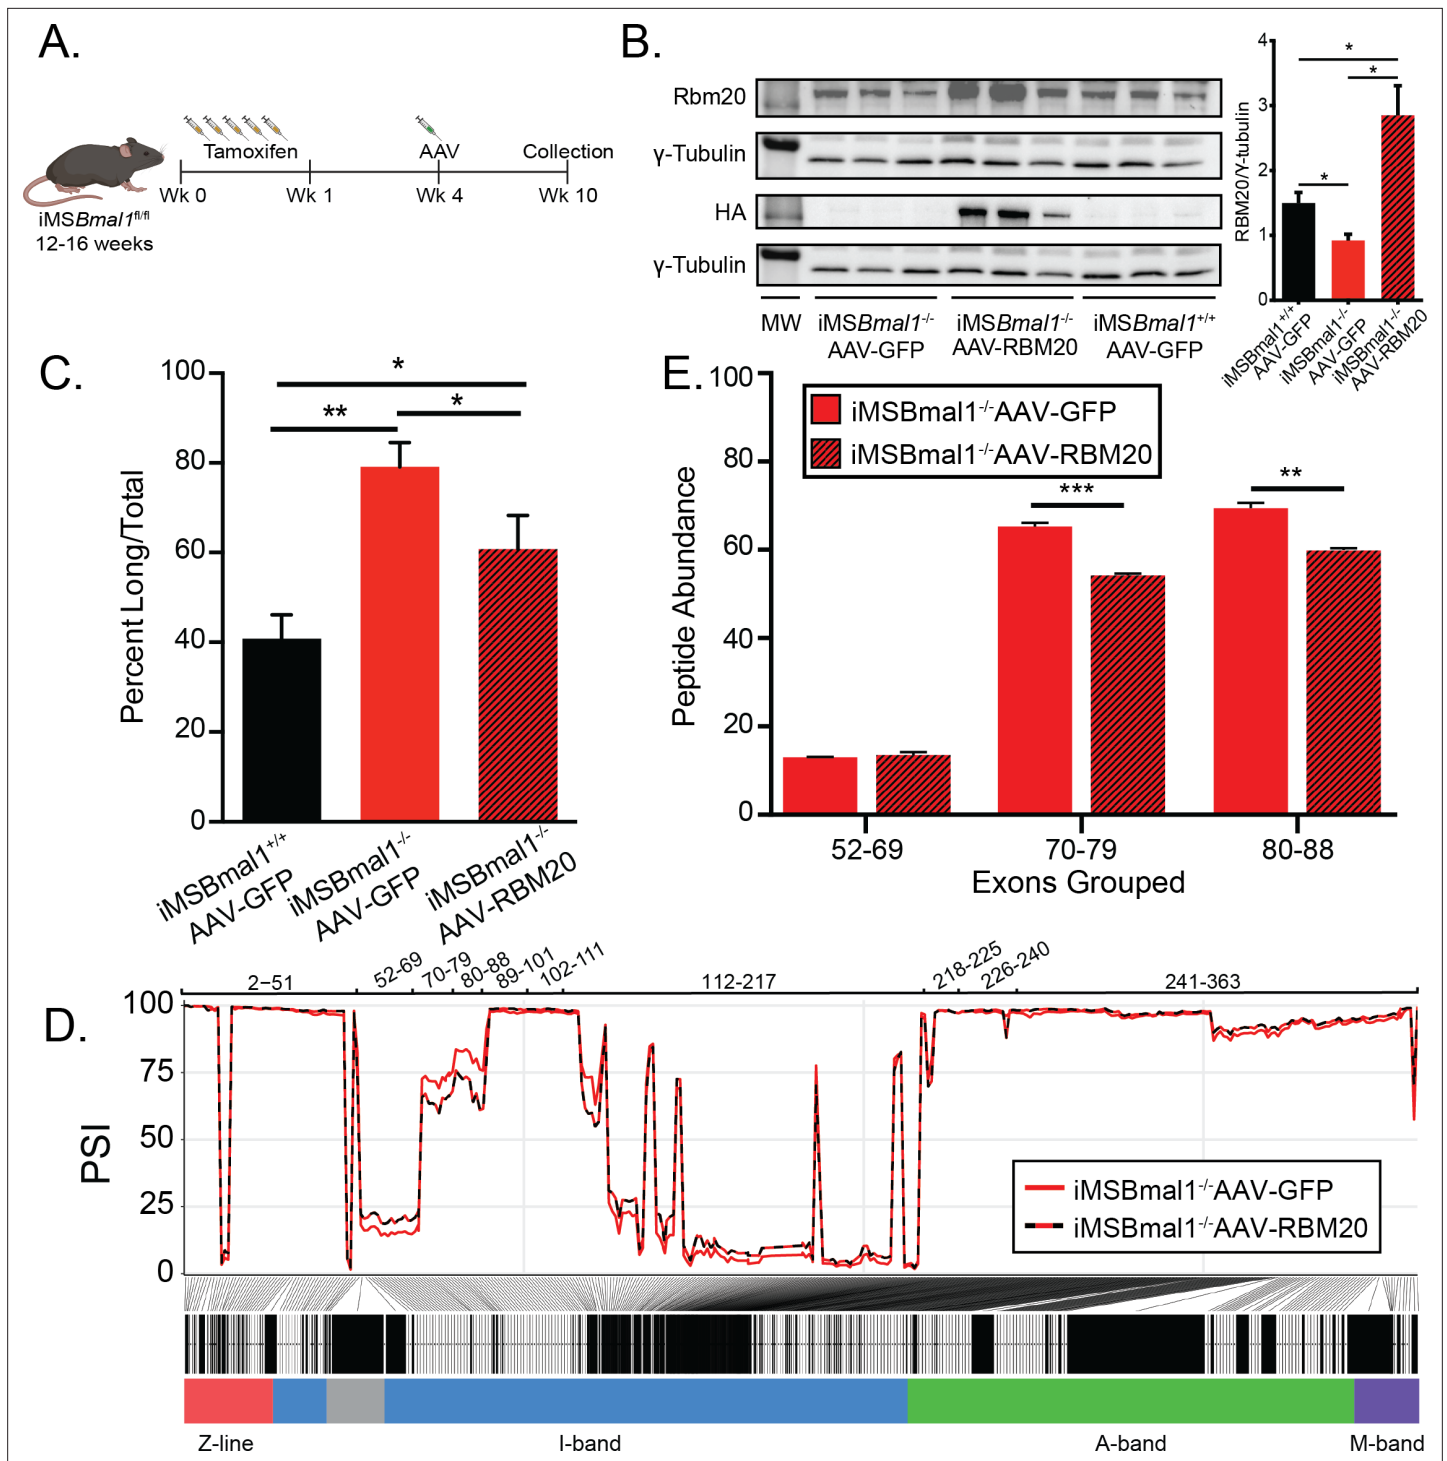 A.
Tamoxifen
AAV
Collection
Wk 0
Wk 1
Wk 4
Wk 10
iMSBmal1fl/fl
12-16 weeks
B.
Rbm20
γ-Tubulin
HA
γ-Tubulin
MW
iMSBmal1-/-
AAV-GFP
iMSBmal1-/-
AAV-RBM20
iMSBmal1+/+
AAV-GFP
RBM20/Y-tubulin
4
3
2
1
0
*
*
*
iMSBmal1+/+
AAV-GFP
iMSBmal1-/-
AAV-GFP
iMSBmal1-/-
AAV-RBM20
C.
Percent Long/Total
100
80
60
40
20
0
*
**
*
iMSBmal1+/+
AAV-GFP
iMSBmal1-/-
AAV-GFP
iMSBmal1-/-
AAV-RBM20
E.
Peptide Abundance
100
80
60
40
20
0
iMSBmal1-/-AAV-GFP
iMSBmal1-/-AAV-RBM20
***
**
52-69
70-79
80-88
Exons Grouped
D.
2–51
52-69
70-79
80-88
89-101
102-111
112-217
218-225
226-240
241-363
PSI
100
75
50
25
0
iMSBmal1-/-AAV-GFP
iMSBmal1-/-AAV-RBM20
Z-line
I-band
A-band
M-band